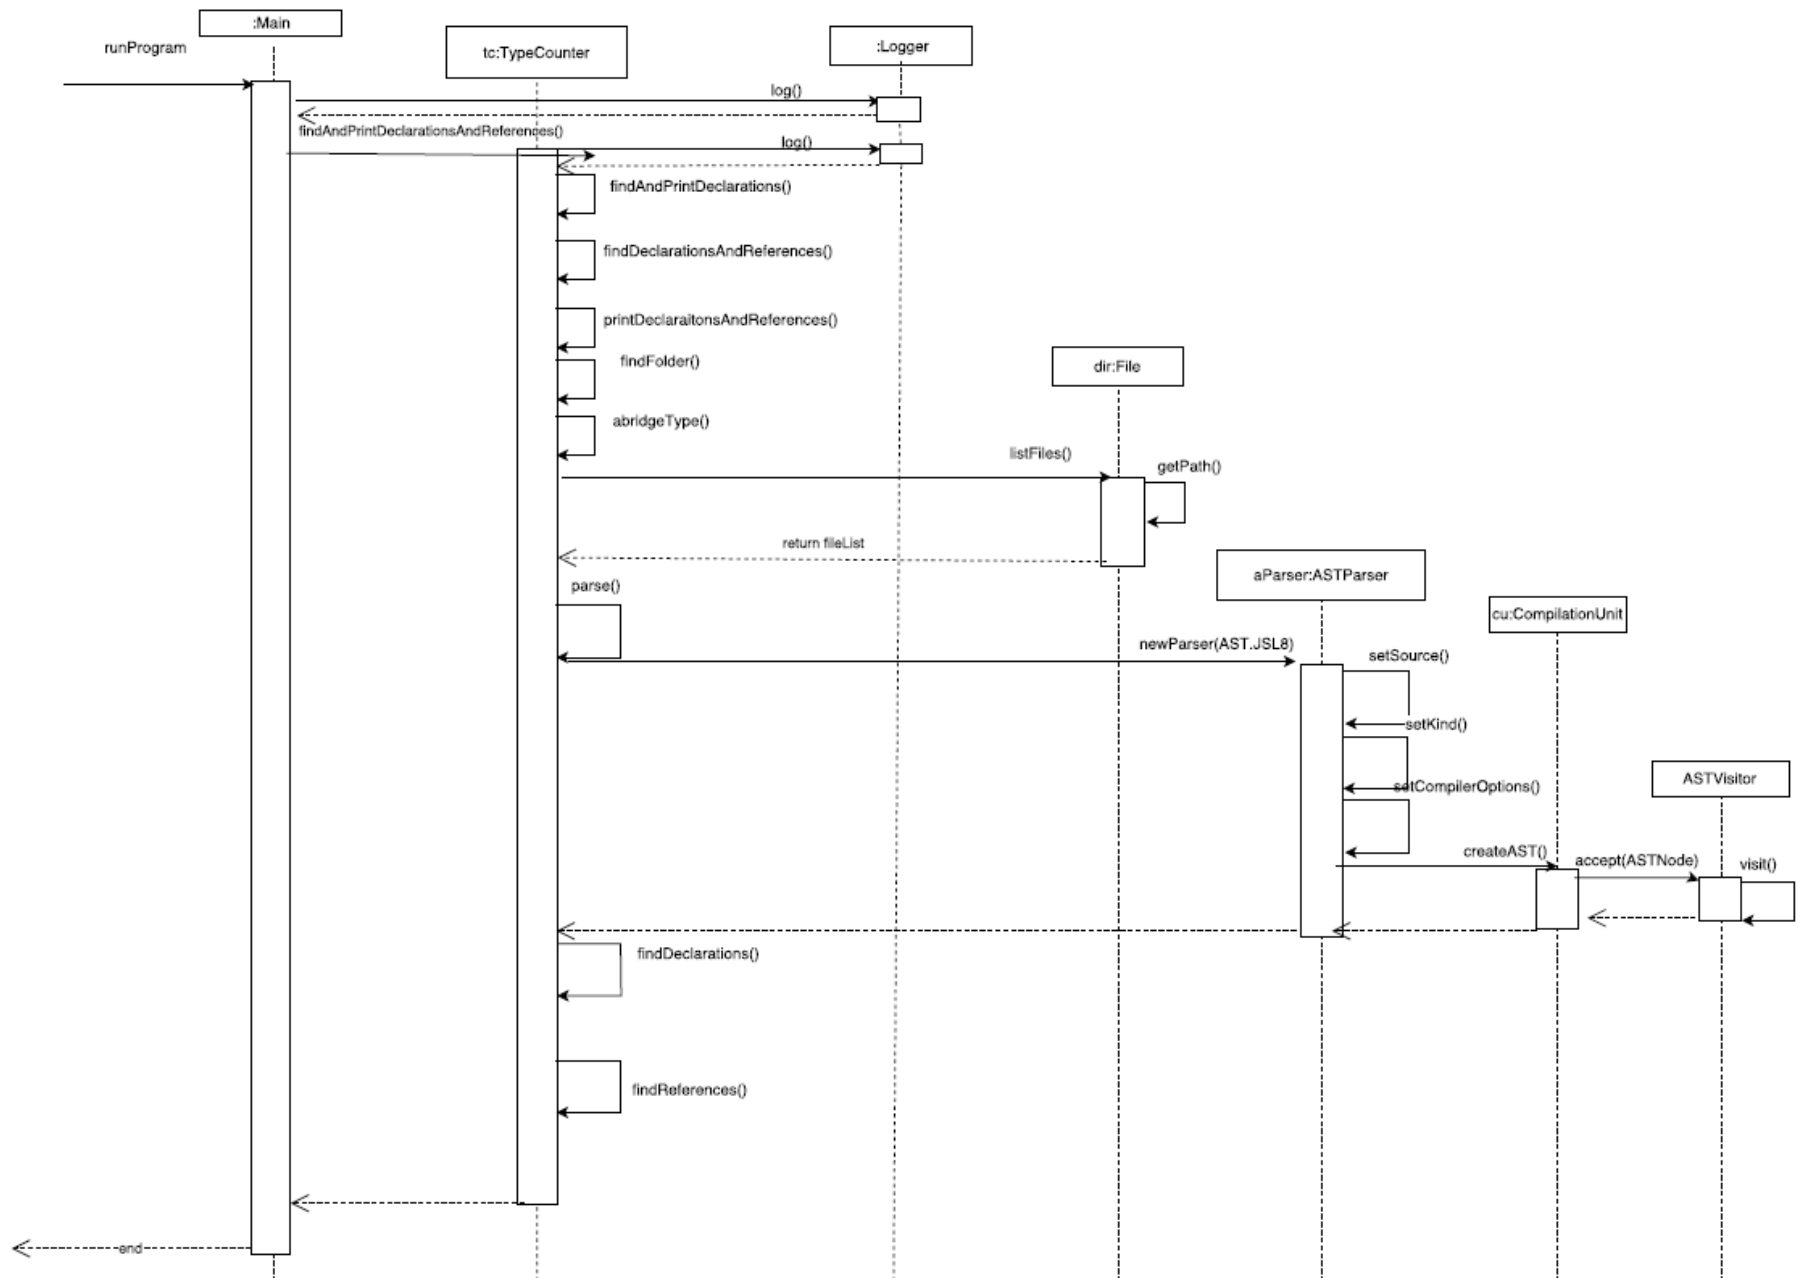 :Main
runProgram
tc:TypeCounter
:Logger
log()
findAndPrintDeclarationsAndReferences()
log()
findAndPrintDeclarations()
findDeclarationsAndReferences()
printDeclaraitonsAndReferences()
findFolder()
dir:File
abridgeType()
listFiles()
getPath()
return fileList
parse()
aParser:ASTParser
cu:CompilationUnit
newParser(AST.JSL8)
setSource()
setKind()
setCompilerOptions()
ASTVisitor
createAST()
accept(ASTNode)
visit()
findDeclarations()
findReferences()
end